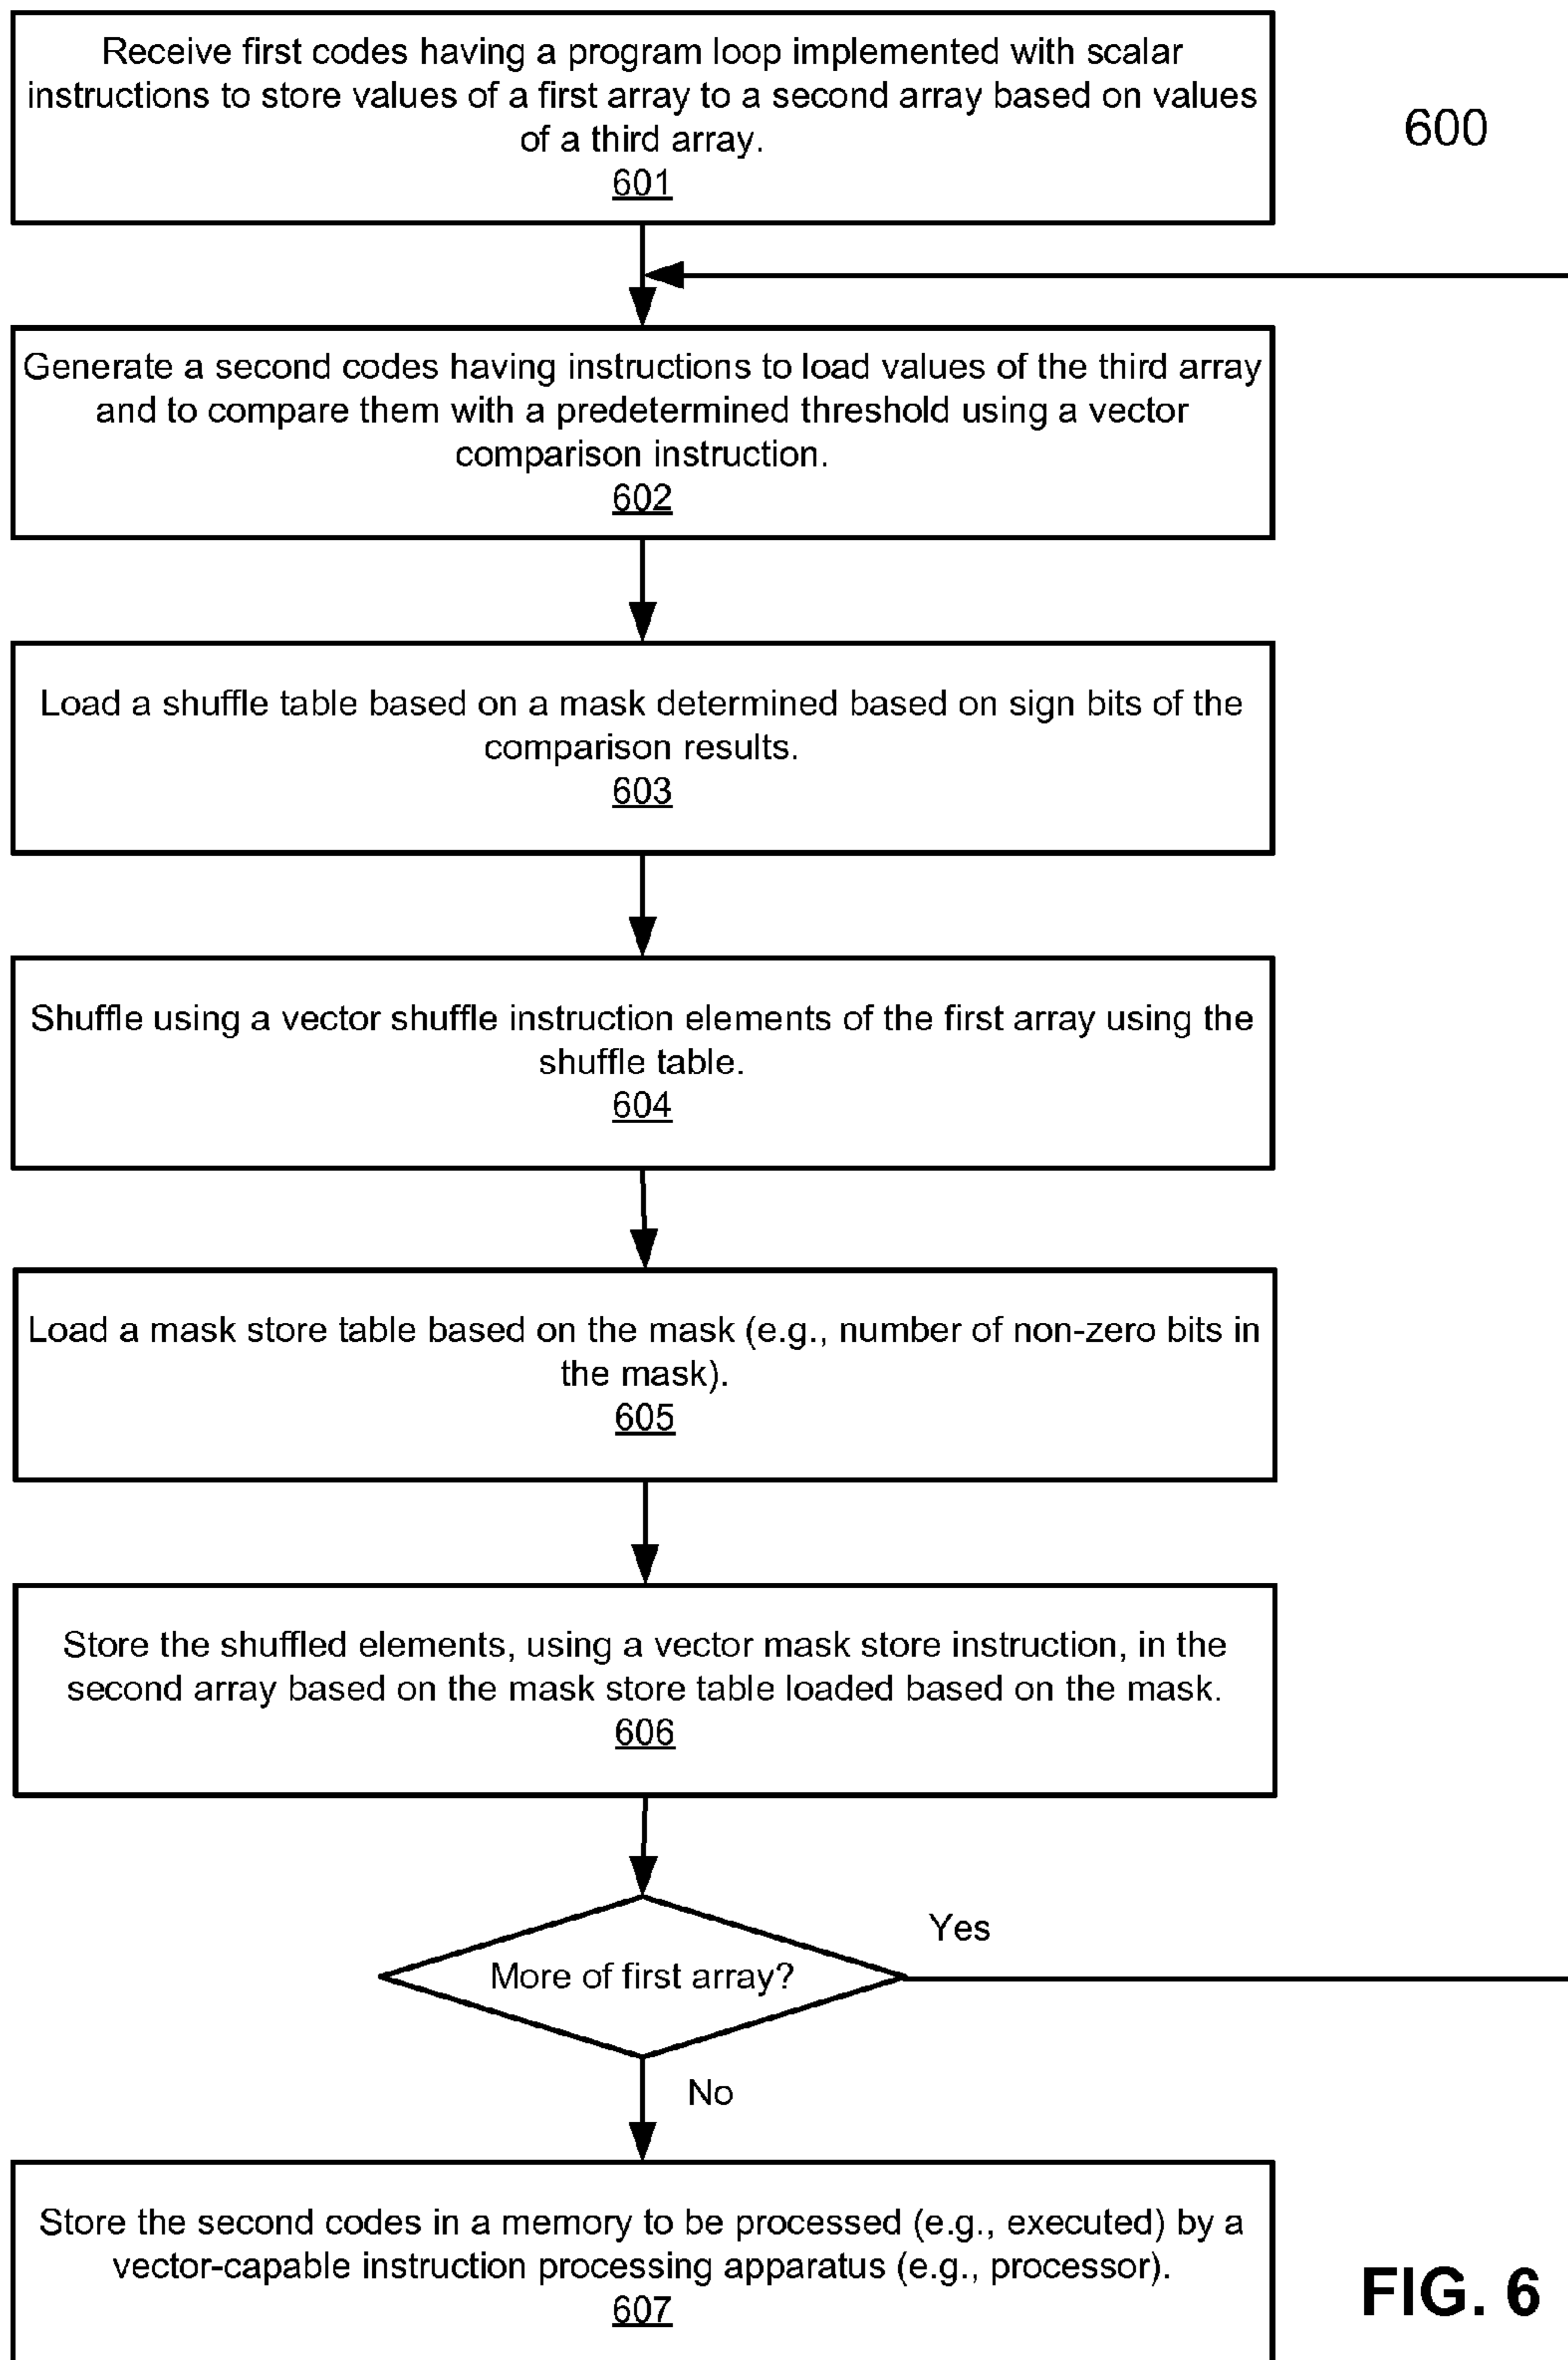 Receive first codes having a program loop implemented with scalar
instructions to store values of a first array to a second array based on values
of a third array.
601
600
Generate a second codes having instructions to load values of the third array
and to compare them with a predetermined threshold using a vector
comparison instruction.
602
Load a shuffle table based on a mask determined based on sign bits of the
comparison results.
603
Shuffle using a vector shuffle instruction elements of the first array using the
shuffle table.
604
Load a mask store table based on the mask (e.g., number of non-zero bits in
the mask).
605
Store the shuffled elements, using a vector mask store instruction, in the
second array based on the mask store table loaded based on the mask.
606
Yes
More of first array?
No
Store the second codes in a memory to be processed (e.g., executed) by a
vector-capable instruction processing apparatus (e.g., processor).
607
FIG. 6